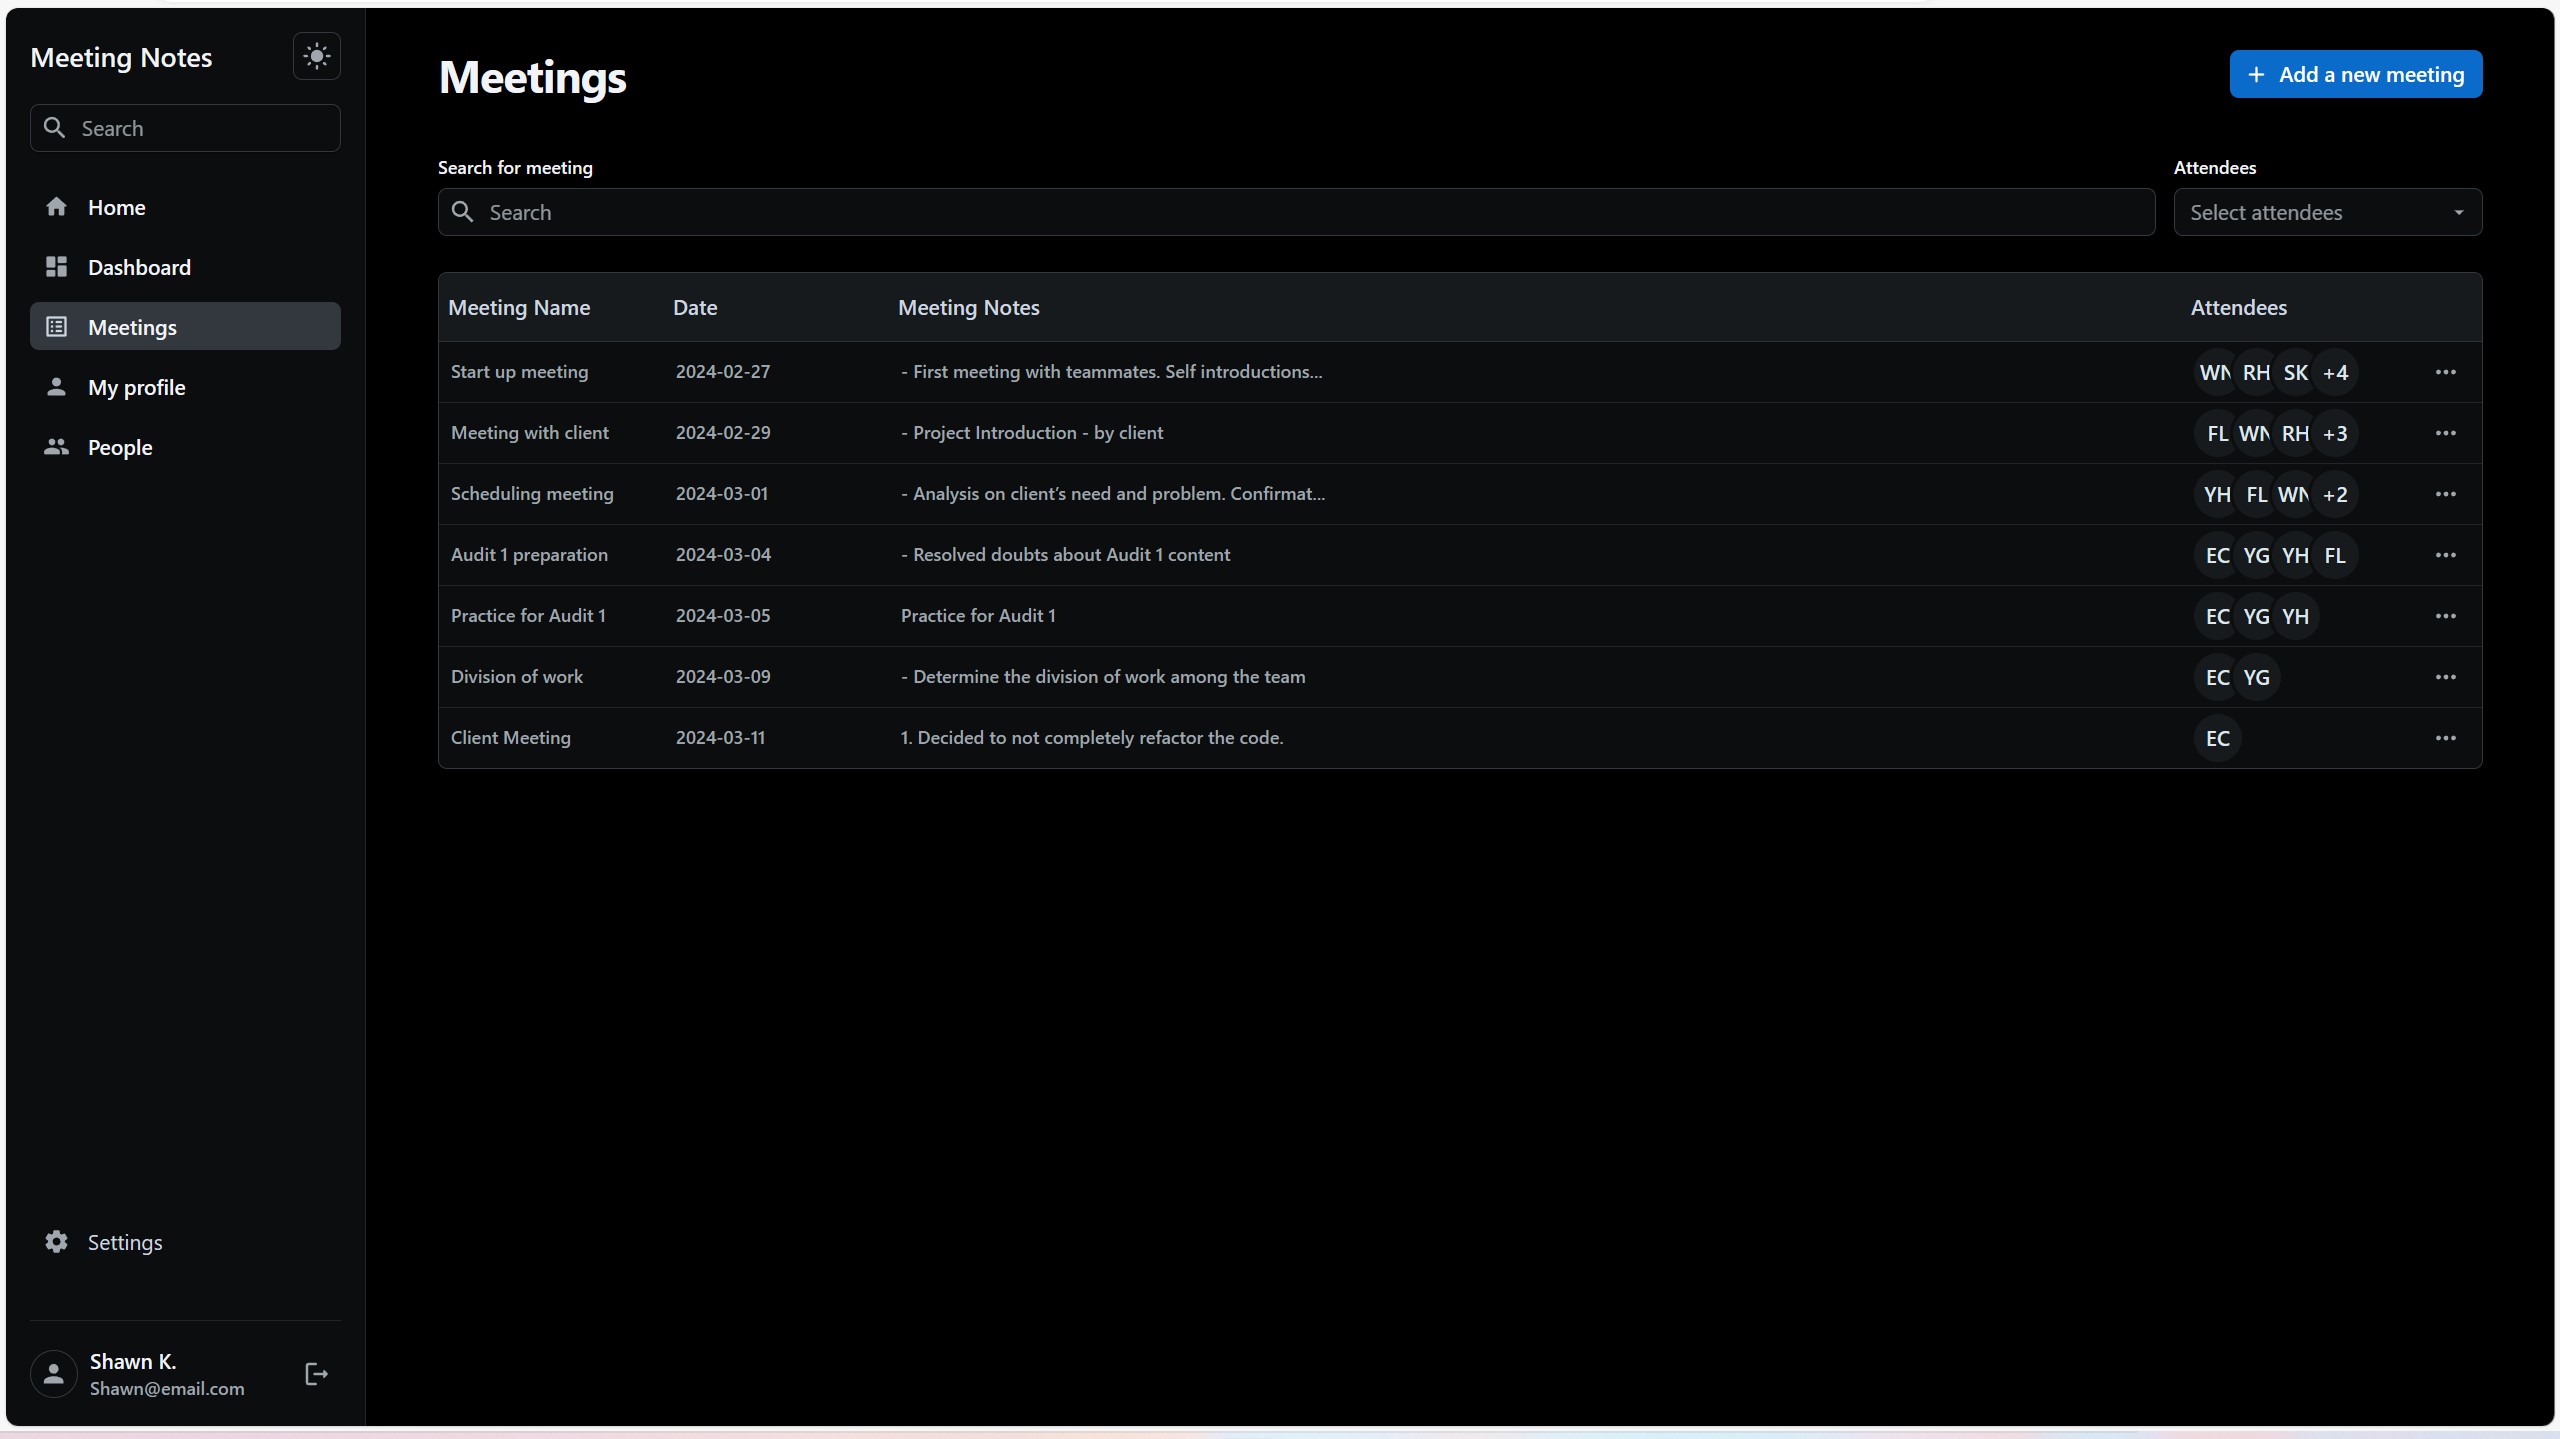 Meeting Notes
Search
Home
Dashboard
Meetings
My profile
People
Settings
Shawn K.
Shawn@email.com
Meetings
+ Add a new meeting
Search for meeting
Attendees
Search
Select attendees
Meeting Name Date Meeting Notes Attendees
Start up meeting 2024-02-27 - First meeting with teammates. Self introductions... WN RH SK +4
Meeting with client 2024-02-29 - Project Introduction - by client FL WN RH +3
Scheduling meeting 2024-03-01 - Analysis on client’s need and problem. Confirmat... YH FL WN +2
Audit 1 preparation 2024-03-04 - Resolved doubts about Audit 1 content EC YG YH FL
Practice for Audit 1 2024-03-05 Practice for Audit 1 EC YG YH
Division of work 2024-03-09 - Determine the division of work among the team EC YG
Client Meeting 2024-03-11 1. Decided to not completely refactor the code. EC